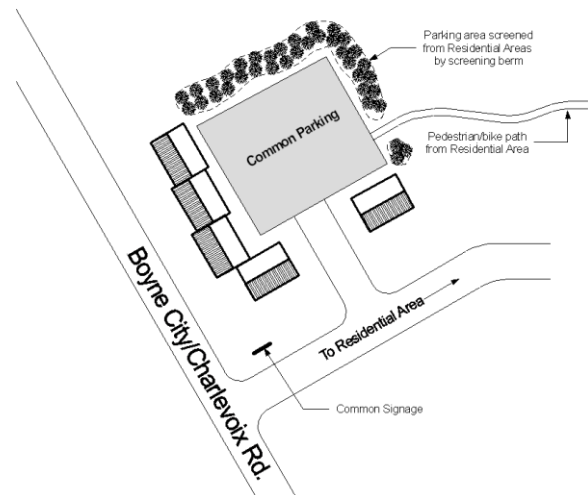 Parking area screened
from Residential Areas
by screening berm
Common Parking
Pedestrian/bike path
from Residential Area
Boyne City/Charlevoix Rd.
To Residential Area
Common Signage